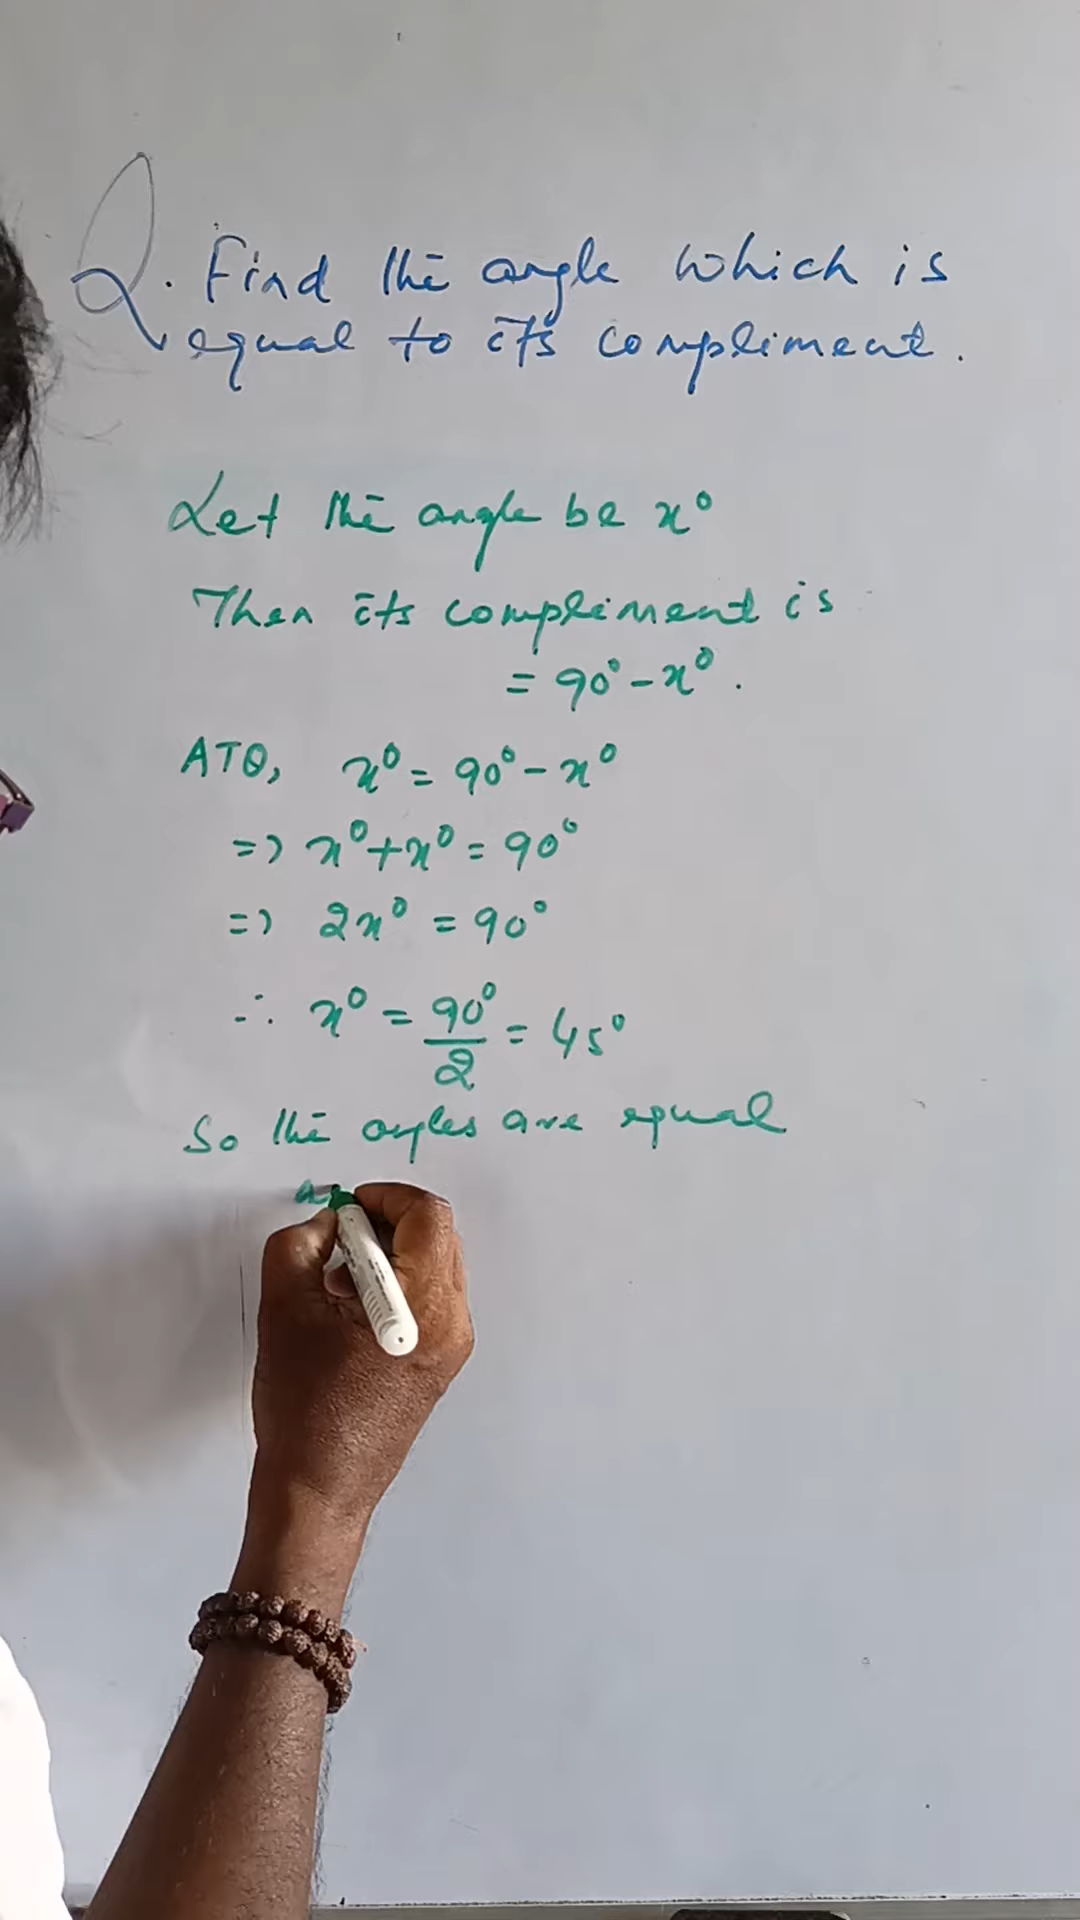 Q. Find the angle which is
equal to its compliment.
Let the angle be x°
Then its compliment is
= 90° - x°.
ATQ, x° = 90° - x°
=> x° + x° = 90°
=> 2x° = 90°
∴ x° = 90°/2 = 45°
So the angles are equal